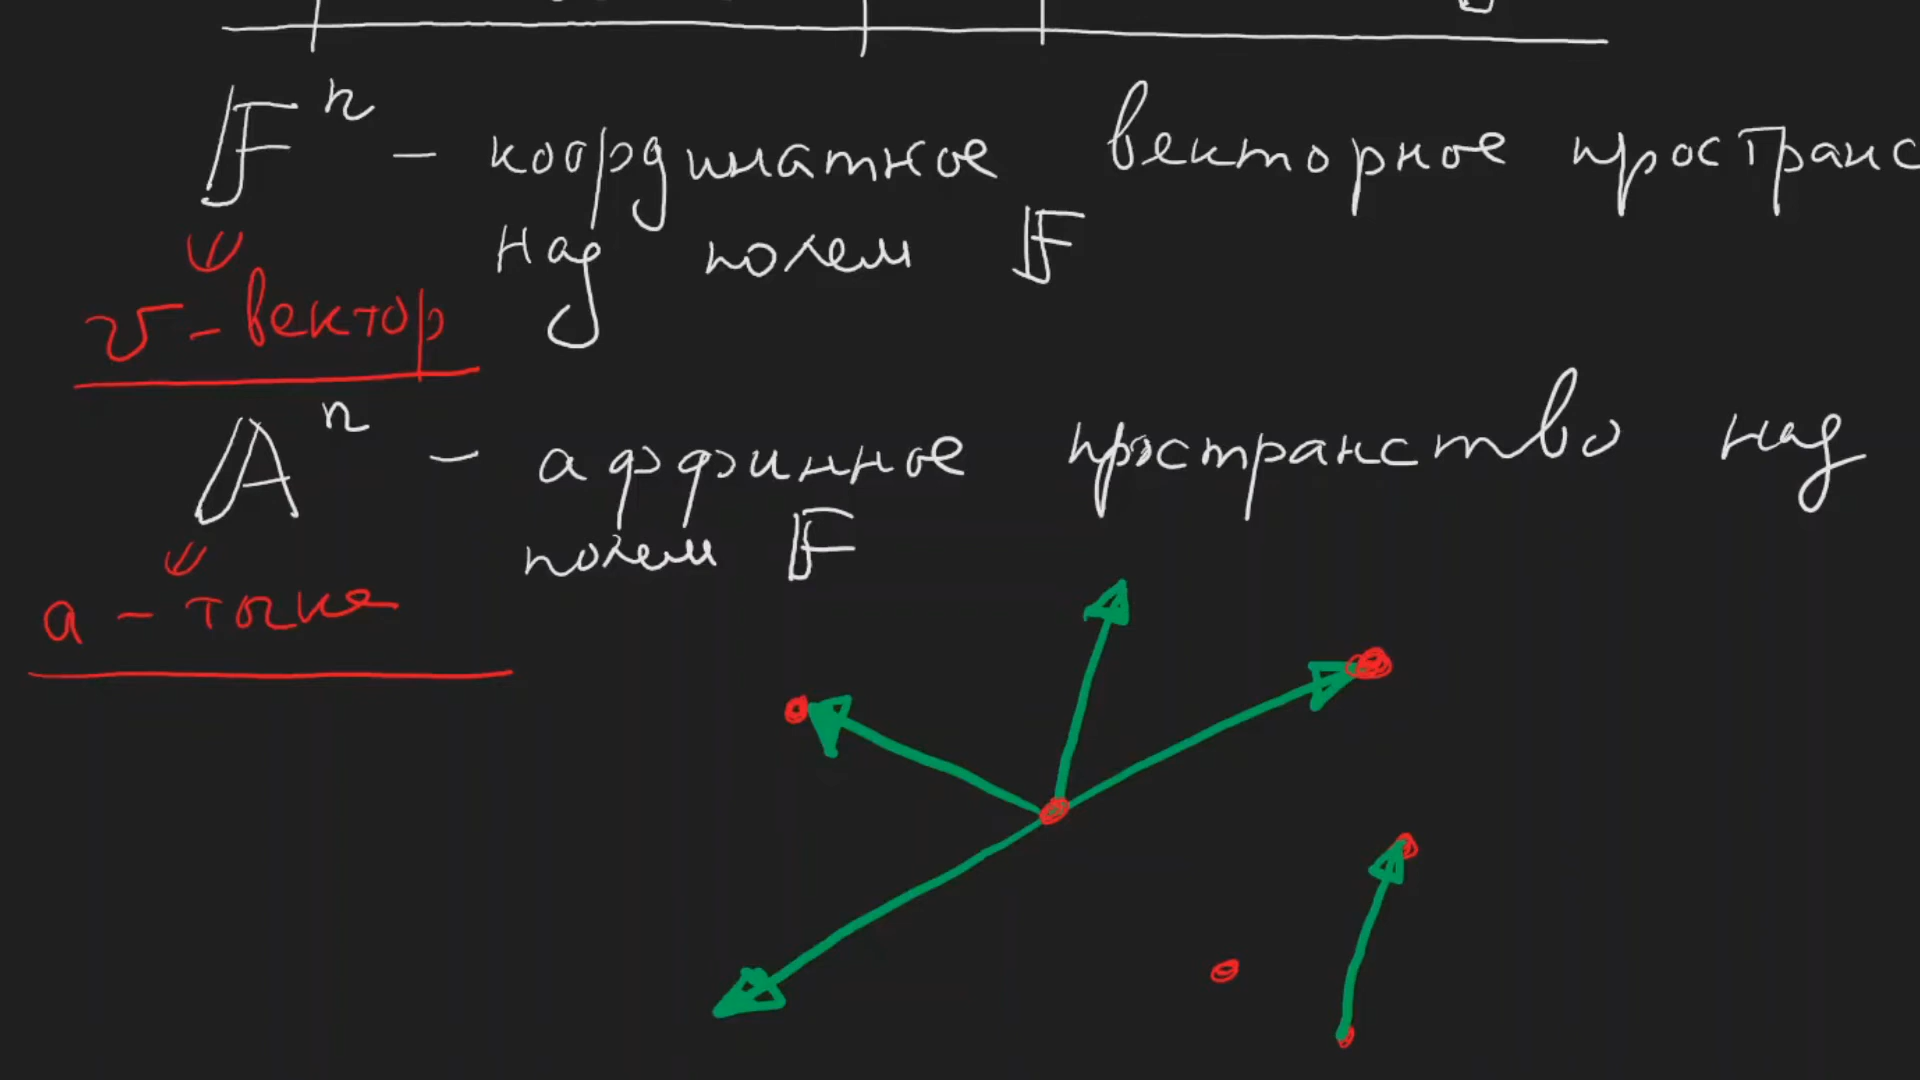 𝔽ⁿ – координатное векторное пространс
над полем 𝔽
v – вектор
𝔸ⁿ – аффинное пространство над
полем 𝔽
a – точка